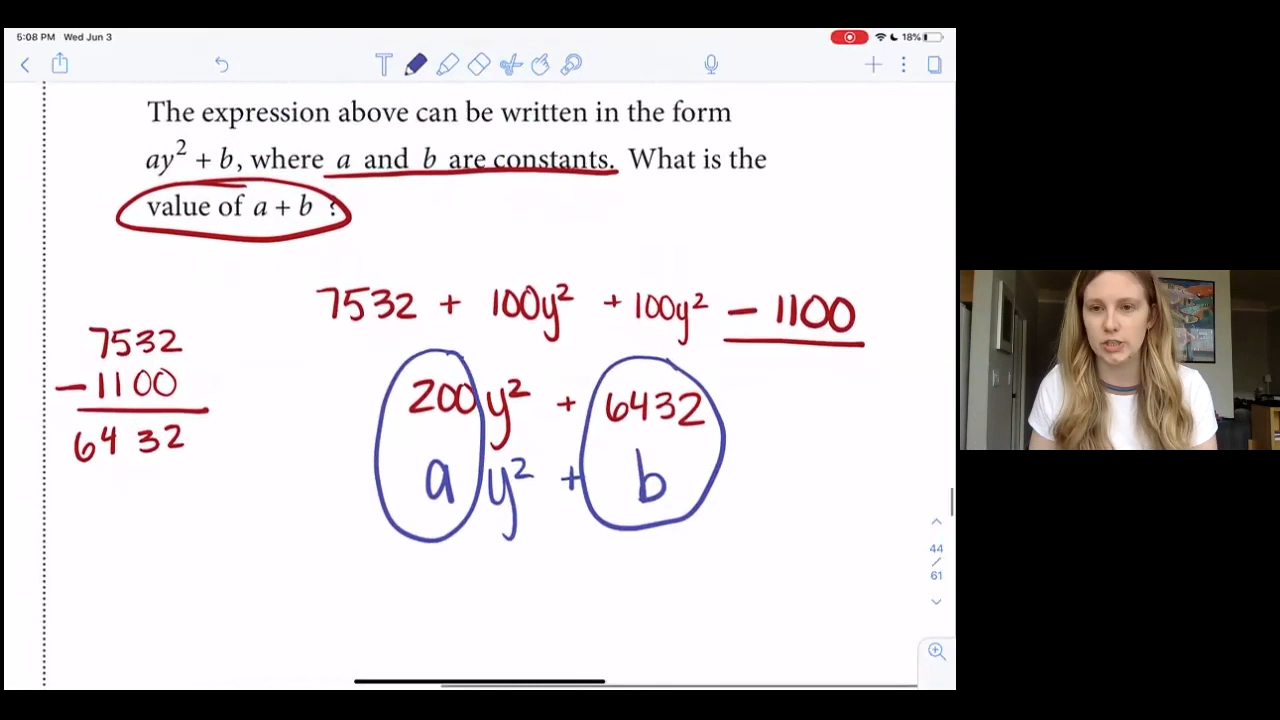 5:08 PM Wed Jun 3
18%
T
The expression above can be written in the form
ay² + b, where a and b are constants. What is the
value of a + b ?
7532 + 100y² + 100y² − 1100
7532
− 1100
6432
200y² + 6432
ay² + b
44
/
61